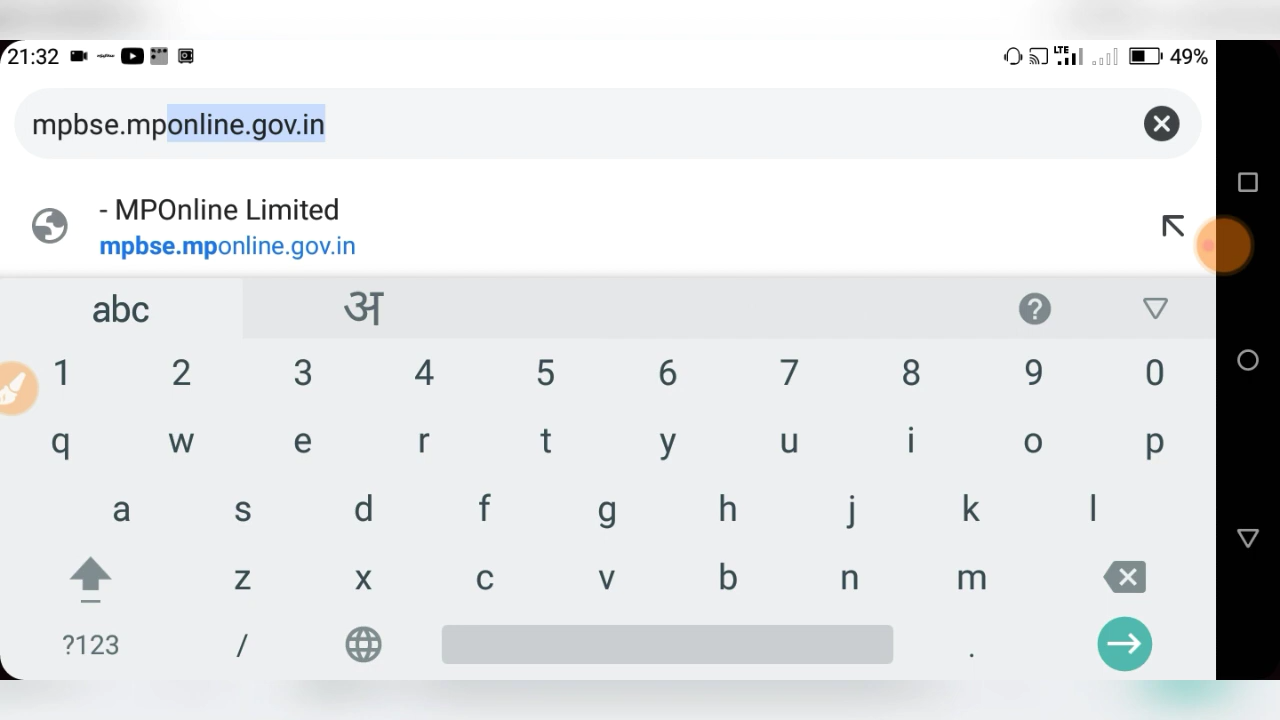 21:32
LTE
49%
mpbse.mponline.gov.in
- MPOnline Limited
mpbse.mponline.gov.in
abc अ ?
1 2 3 4 5 6 7 8 9 0
q w e r t y u i o p
a s d f g h j k l
z x c v b n m
?123 / .